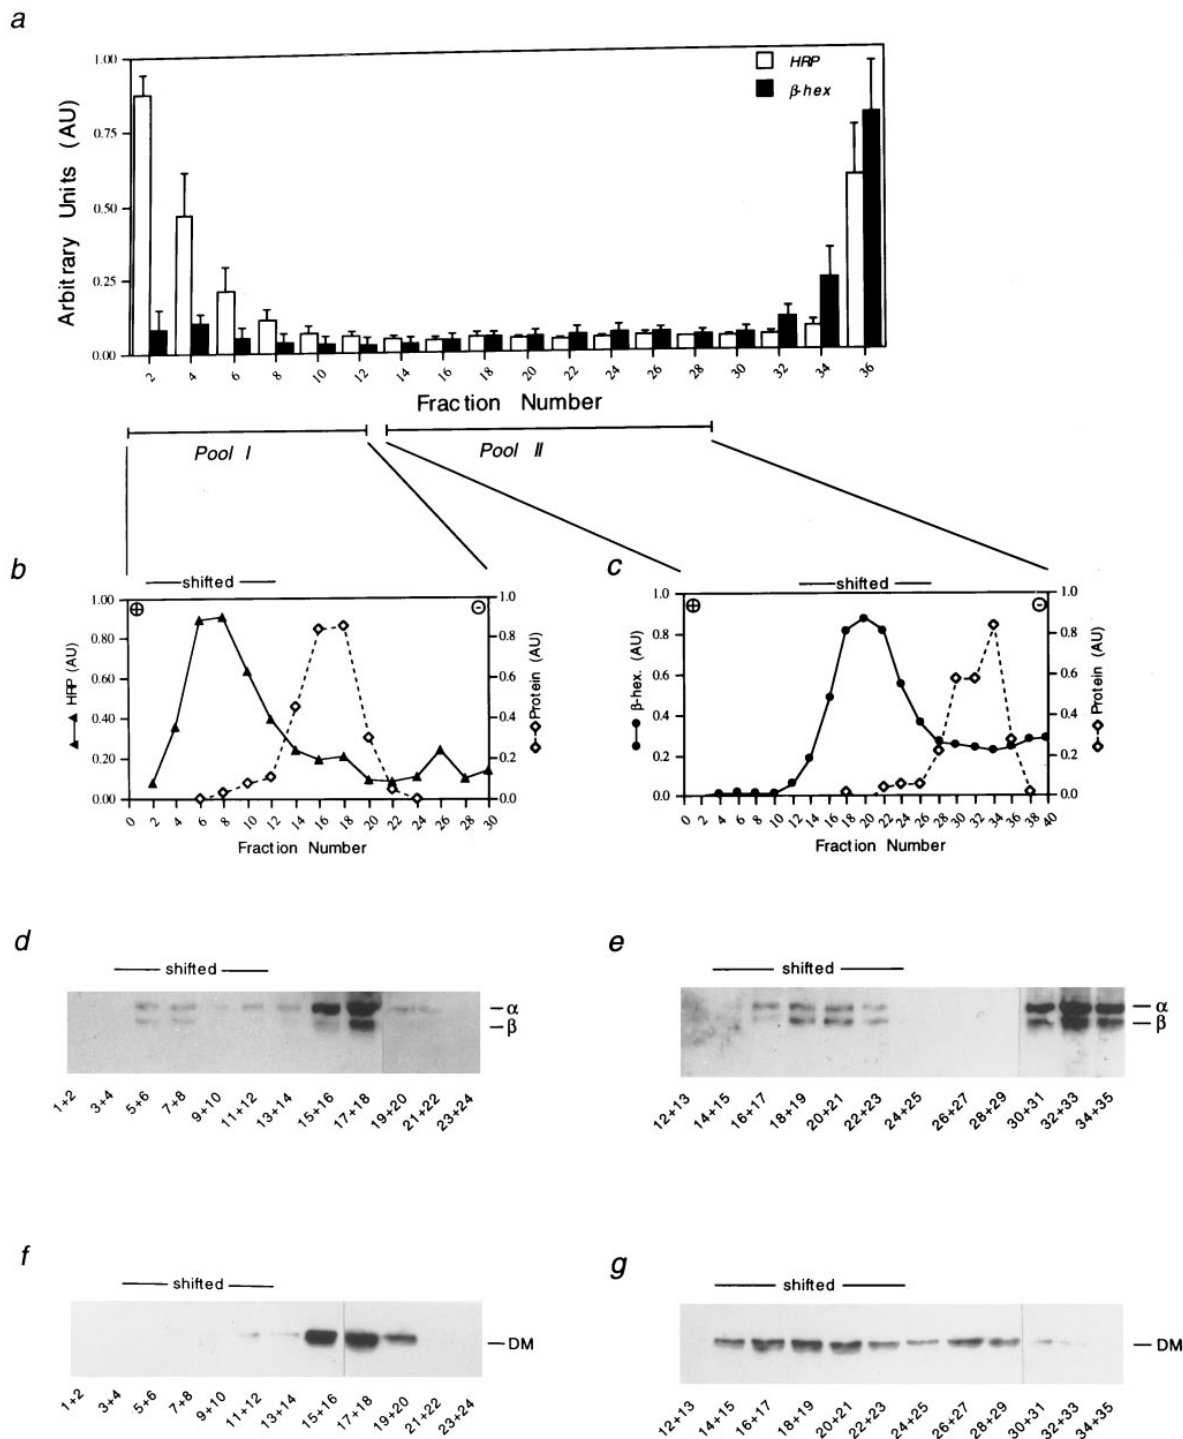 a
1.00
0.75
0.50
0.25
0.00
Arbitrary Units (AU)
HRP
β-hex
2 4 6 8 10 12 14 16 18 20 22 24 26 28 30 32 34 36
Fraction Number
Pool I
Pool II
b
shifted
1.00
0.80
0.60
0.40
0.20
0.00
HRP (AU)
⊕
⊖
1.0
0.8
0.6
0.4
0.2
0.0
Protein (AU)
0 2 4 6 8 10 12 14 16 18 20 22 24 26 28 30
Fraction Number
c
shifted
1.0
0.8
0.6
0.4
0.2
0.0
β-hex. (AU)
⊕
⊖
1.0
0.8
0.6
0.4
0.2
0.0
Protein (AU)
0 2 4 6 8 10 12 14 16 18 20 22 24 26 28 30 32 34 36 38 40
Fraction Number
d
shifted
α
β
1+2 3+4 5+6 7+8 9+10 11+12 13+14 15+16 17+18 19+20 21+22 23+24
e
shifted
α
β
12+13 14+15 16+17 18+19 20+21 22+23 24+25 26+27 28+29 30+31 32+33 34+35
f
shifted
DM
1+2 3+4 5+6 7+8 9+10 11+12 13+14 15+16 17+18 19+20 21+22 23+24
g
shifted
DM
12+13 14+15 16+17 18+19 20+21 22+23 24+25 26+27 28+29 30+31 32+33 34+35